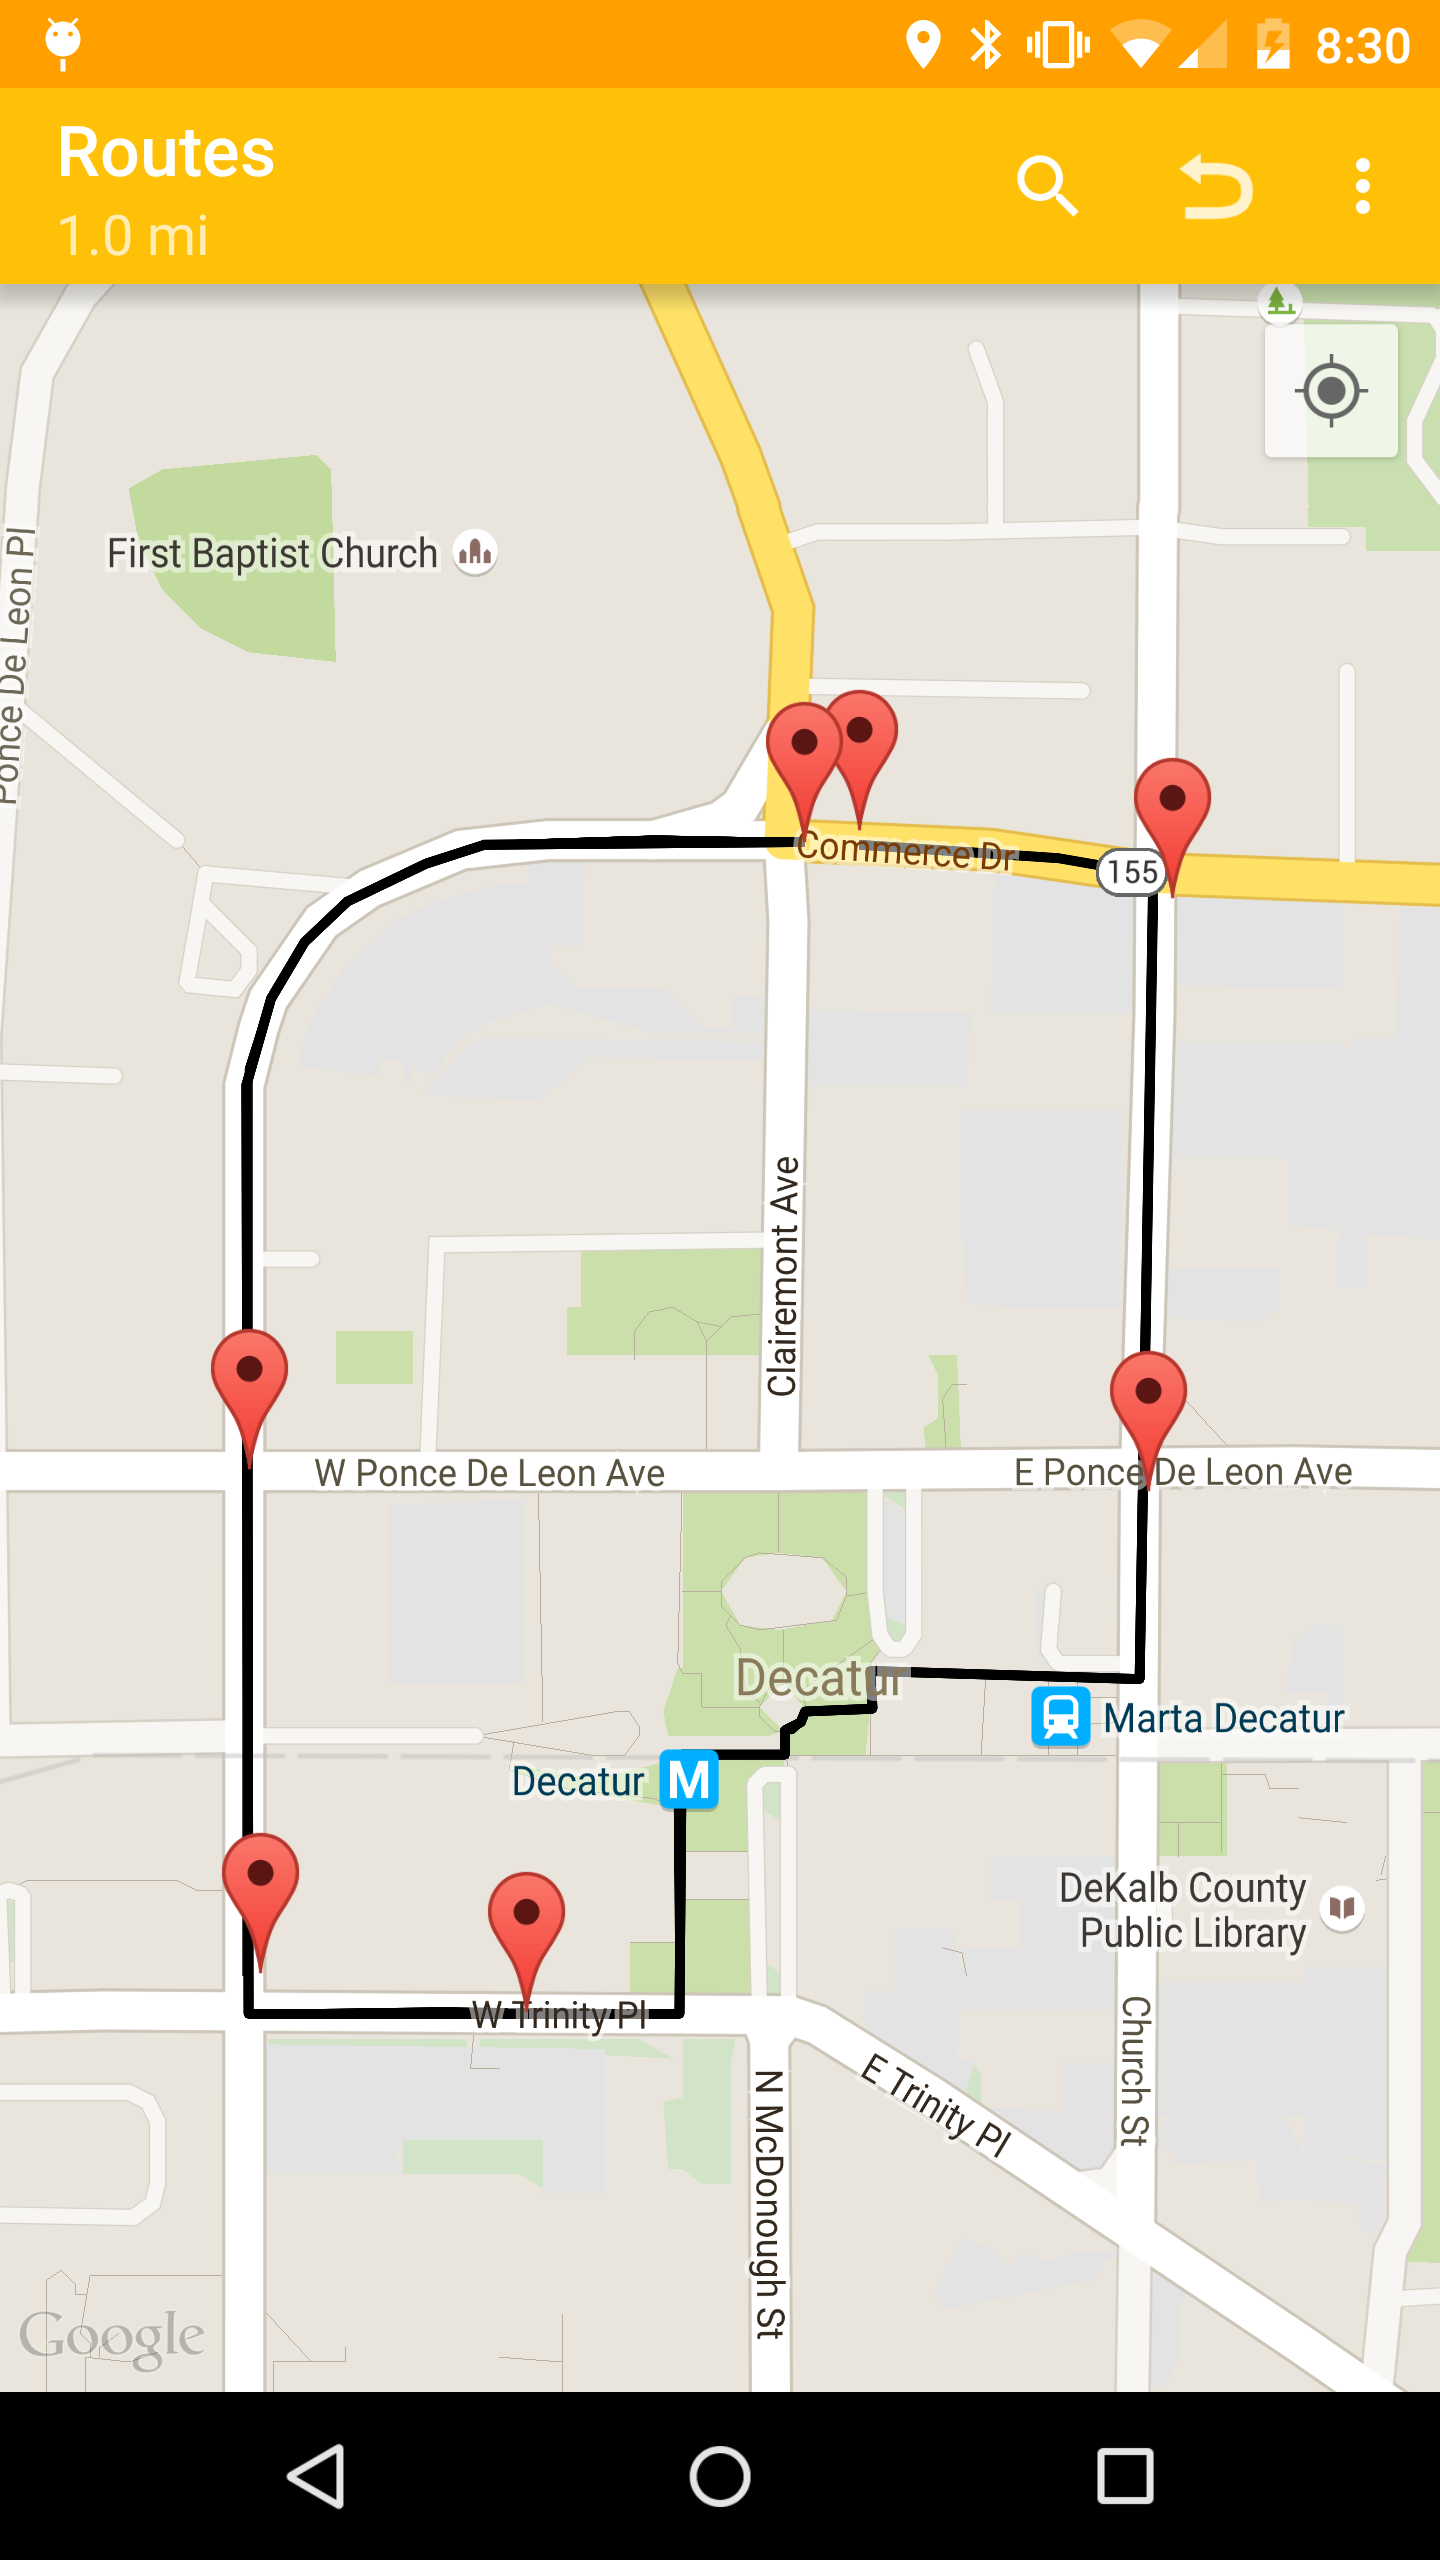 8:30
Routes
1.0 mi
Ponce De Leon Pl
First Baptist Church
Commerce Dr
155
Clairemont Ave
W Ponce De Leon Ave
E Ponce De Leon Ave
Decatur
Marta Decatur
Decatur
M
DeKalb County
Public Library
W Trinity Pl
Church St
E Trinity Pl
N McDonough St
Google